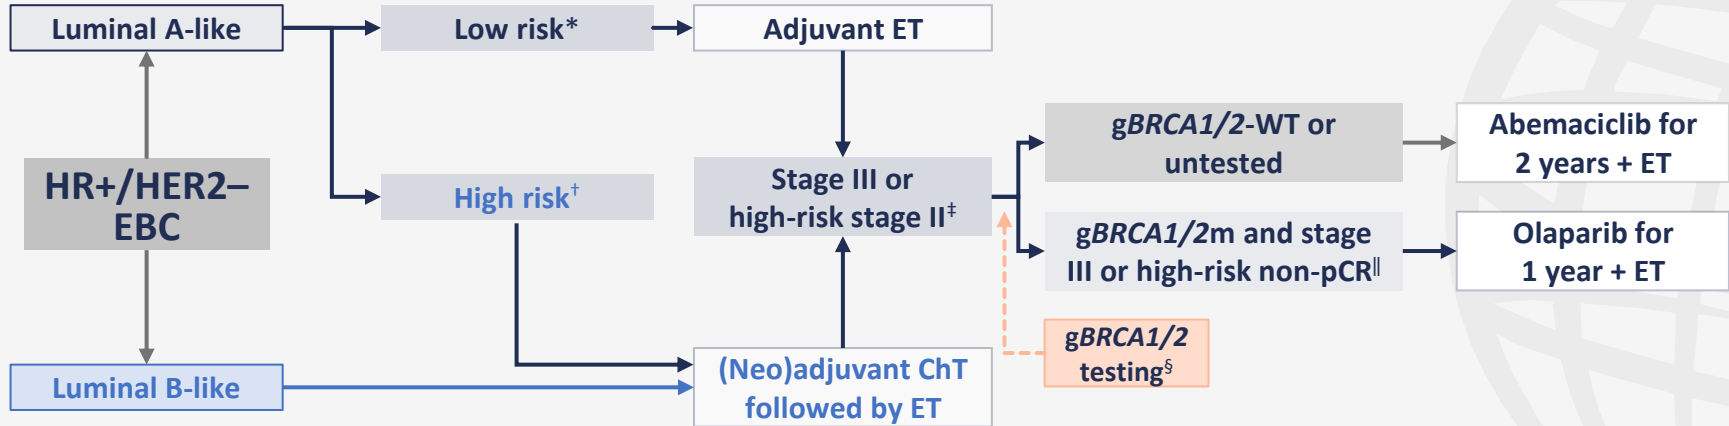 Luminal A-like
Low risk*
Adjuvant ET
HR+/HER2–
EBC
High risk†
Stage III or
high-risk stage II‡
gBRCA1/2-WT or
untested
Abemaciclib for
2 years + ET
gBRCA1/2m and stage
III or high-risk non-pCR‖
Olaparib for
1 year + ET
gBRCA1/2
testing§
Luminal B-like
(Neo)adjuvant ChT
followed by ET